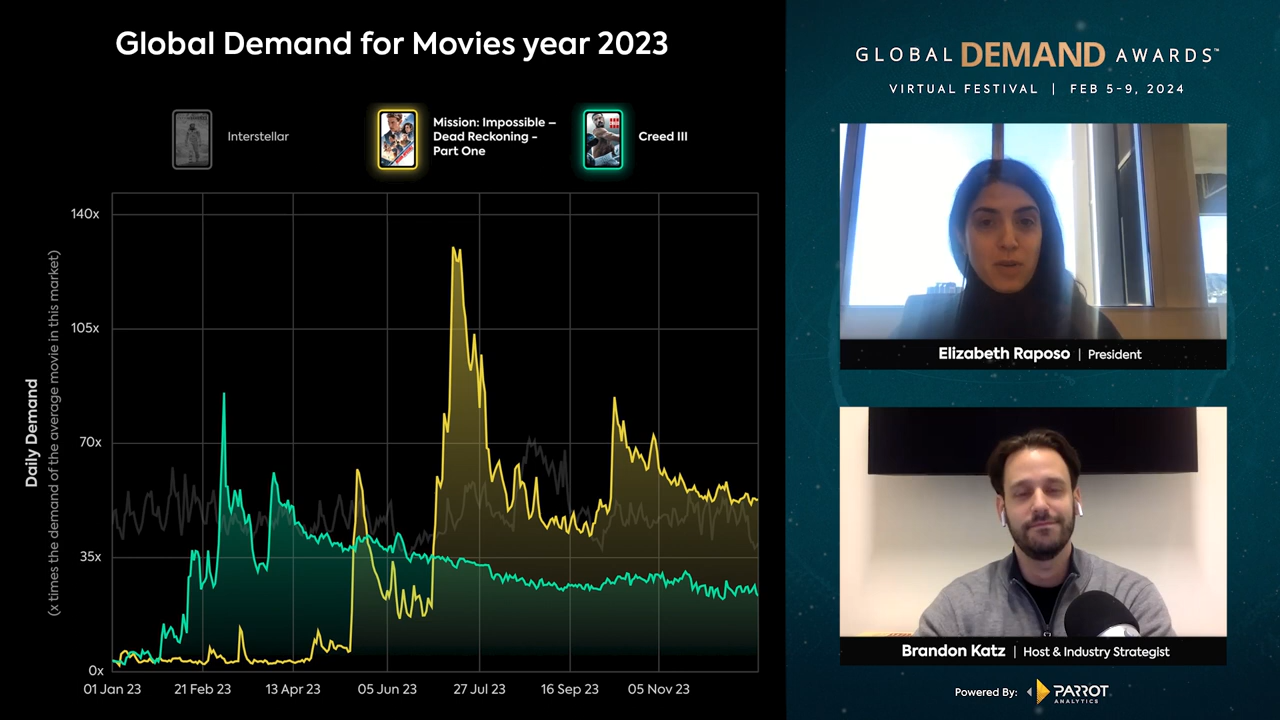 Global Demand for Movies year 2023
Interstellar
Mission: Impossible –
Dead Reckoning -
Part One
Creed III
Daily Demand
(x times the demand of the average movie in this market)
140x
105x
70x
35x
0x
01 Jan 23
21 Feb 23
13 Apr 23
05 Jun 23
27 Jul 23
16 Sep 23
05 Nov 23
GLOBAL DEMAND AWARDS™
VIRTUAL FESTIVAL | FEB 5-9, 2024
Elizabeth Raposo | President
Brandon Katz | Host & Industry Strategist
Powered By: PARROT
ANALYTICS